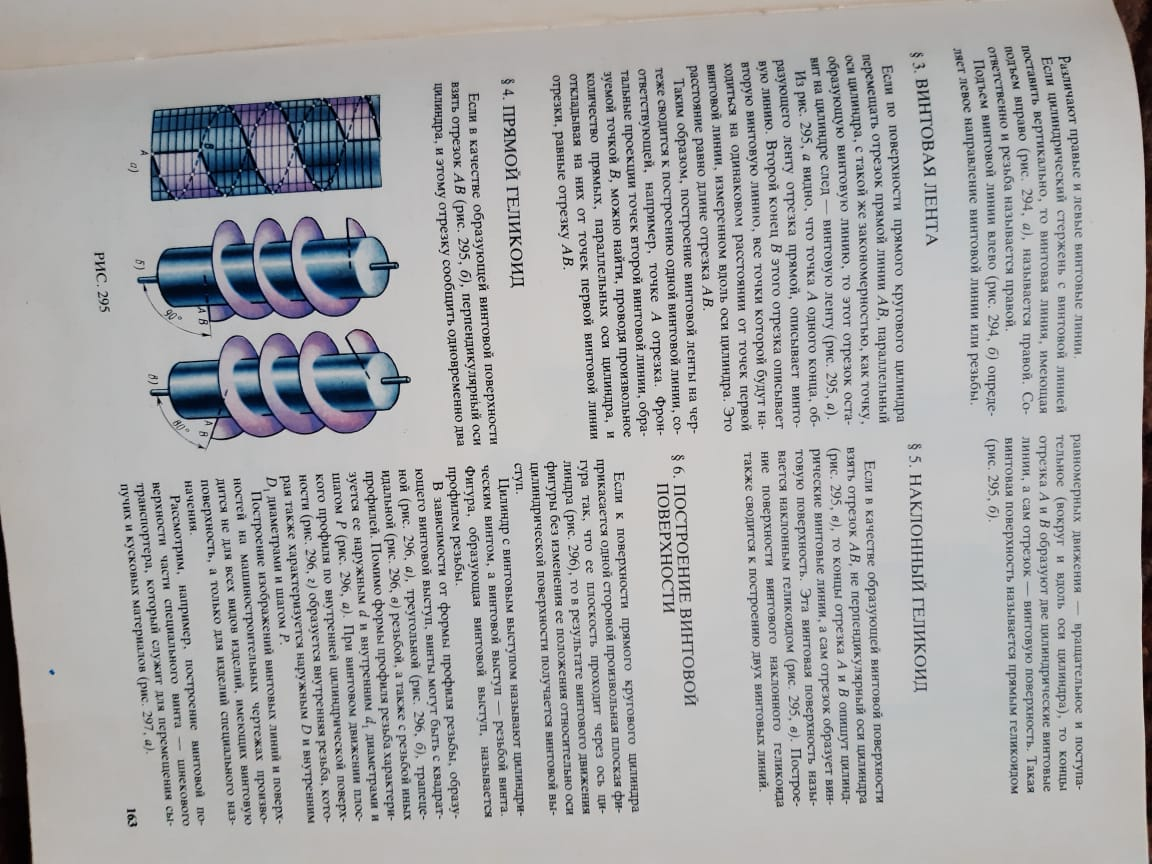 Различают правые и левые винтовые линии.
Если цилиндрический стержень с винтовой линией
поставить вертикально, то винтовая линия, имеющая
подъем вправо (рис. 294, а), называется правой. Со-
ответственно и резьба называется правой.
Подъем винтовой линии влево (рис. 294, б) опреде-
ляет левое направление винтовой линии или резьбы.
§ 3. ВИНТОВАЯ ЛЕНТА
Если по поверхности прямого кругового цилиндра
перемещать отрезок прямой линии АВ, параллельный
оси цилиндра, с такой же закономерностью, как точку,
образующую винтовую линию, то этот отрезок оста-
вит на цилиндре след — винтовую ленту (рис. 295, а).
Из рис. 295, а видно, что точка А одного конца, об-
разующего ленту отрезка прямой, описывает винто-
вую линию. Второй конец В этого отрезка описывает
вторую винтовую линию, все точки которой будут на-
ходиться на одинаковом расстоянии от точек первой
винтовой линии, измеренном вдоль оси цилиндра. Это
расстояние равно длине отрезка АВ.
Таким образом, построение винтовой ленты на чер-
теже сводится к построению одной винтовой линии, со-
ответствующей, например, точке А отрезка. Фрон-
тальные проекции точек второй винтовой линии, обра-
зуемой точкой В, можно найти, проводя произвольное
количество прямых, параллельных оси цилиндра, и
откладывая на них от точек первой винтовой линии
отрезки, равные отрезку АВ.
§ 4. ПРЯМОЙ ГЕЛИКОИД
Если в качестве образующей винтовой поверхности
взять отрезок АВ (рис. 295, б), перпендикулярный оси
цилиндра, и этому отрезку сообщить одновременно два
А
В
а)
б)
90°
А В
в)
80°
А В
РИС. 295
равномерных движения — вращательное и поступа-
тельное (вокруг и вдоль оси цилиндра), то концы
отрезка А и В образуют две цилиндрические винтовые
линии, а сам отрезок — винтовую поверхность. Такая
винтовая поверхность называется прямым геликоидом
(рис. 295, б).
§ 5. НАКЛОННЫЙ ГЕЛИКОИД
Если в качестве образующей винтовой поверхности
взять отрезок АВ, не перпендикулярный оси цилиндра
(рис. 295, в), то концы отрезка А и В опишут цилинд-
рические винтовые линии, а сам отрезок образует вин-
товую поверхность. Эта винтовая поверхность назы-
вается наклонным геликоидом (рис. 295, в). Построе-
ние поверхности винтового наклонного геликоида
также сводится к построению двух винтовых линий.
§ 6. ПОСТРОЕНИЕ ВИНТОВОЙ
ПОВЕРХНОСТИ
Если к поверхности прямого кругового цилиндра
прикасается одной стороной произвольная плоская фи-
гура так, что ее плоскость проходит через ось ци-
линдра (рис. 296), то в результате винтового движения
фигуры без изменения ее положения относительно оси
цилиндрической поверхности получается винтовой вы-
ступ.
Цилиндр с винтовым выступом называют цилиндри-
ческим винтом, а винтовой выступ — резьбой винта.
Фигура, образующая винтовой выступ, называется
профилем резьбы.
В зависимости от формы профиля резьбы, образу-
ющего винтовой выступ, винты могут быть с квадрат-
ной (рис. 296, а), треугольной (рис. 296, б), трапеце-
идальной (рис. 296, в) резьбой, а также с резьбой иных
профилей. Помимо формы профиля резьба характери-
зуется ее наружным d и внутренним d₁ диаметрами и
шагом Р (рис. 296, а). При винтовом движении плос-
кого профиля по внутренней цилиндрической поверх-
ности (рис. 296, г) образуется внутренняя резьба, кото-
рая также характеризуется наружным D и внутренним
D₁ диаметрами и шагом Р.
Построение изображений винтовых линий и поверх-
ностей на машиностроительных чертежах произво-
дится не для всех видов изделий, имеющих винтовую
поверхность, а только для изделий специального наз-
начения.
Рассмотрим, например, построение винтовой по-
верхности части специального винта — шнекового
транспортера, который служит для перемещения сы-
пучих и кусковых материалов (рис. 297, а).
163